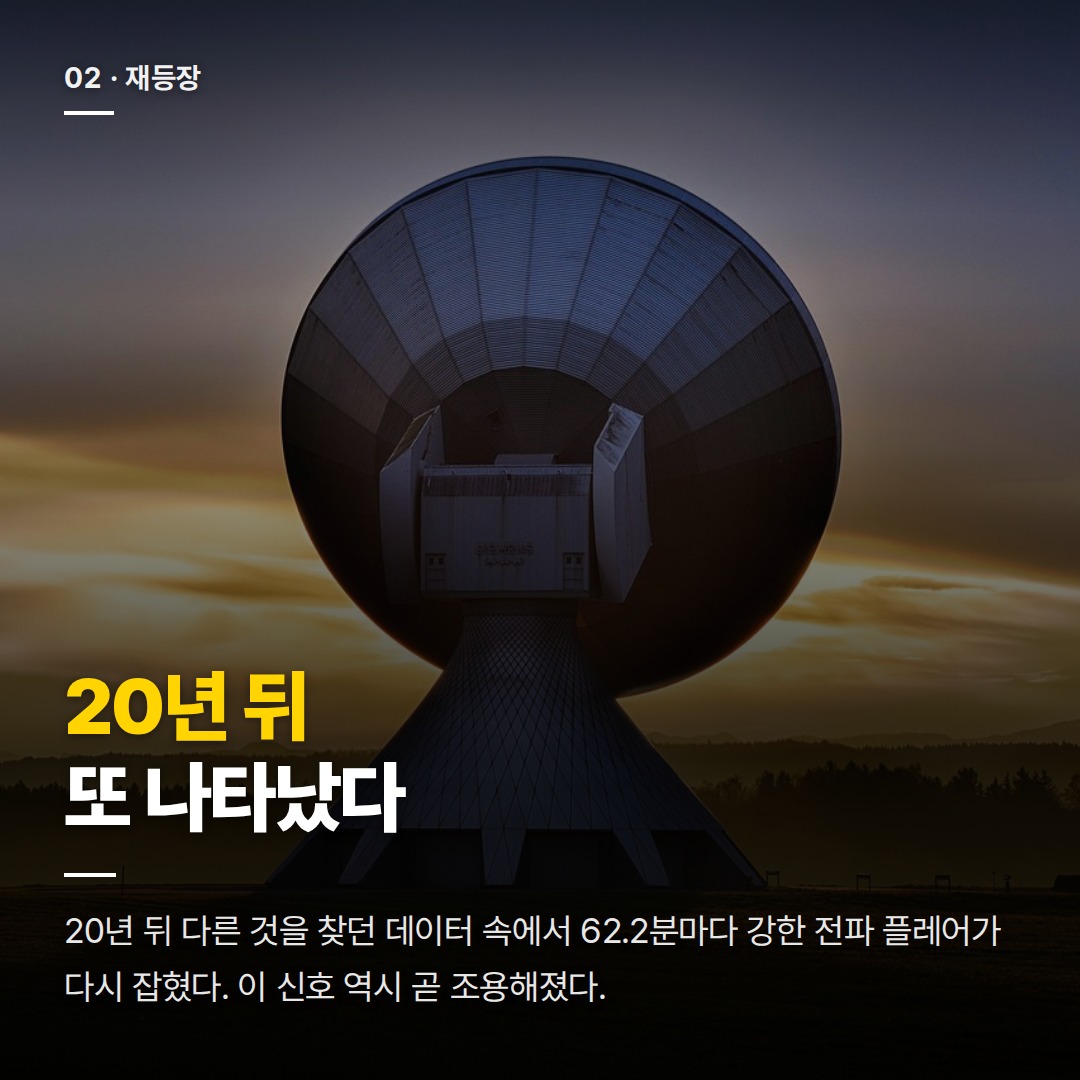 02 · 재등장
20년 뒤
또 나타났다
20년 뒤 다른 것을 찾던 데이터 속에서 62.2분마다 강한 전파 플레어가
다시 잡혔다. 이 신호 역시 곧 조용해졌다.